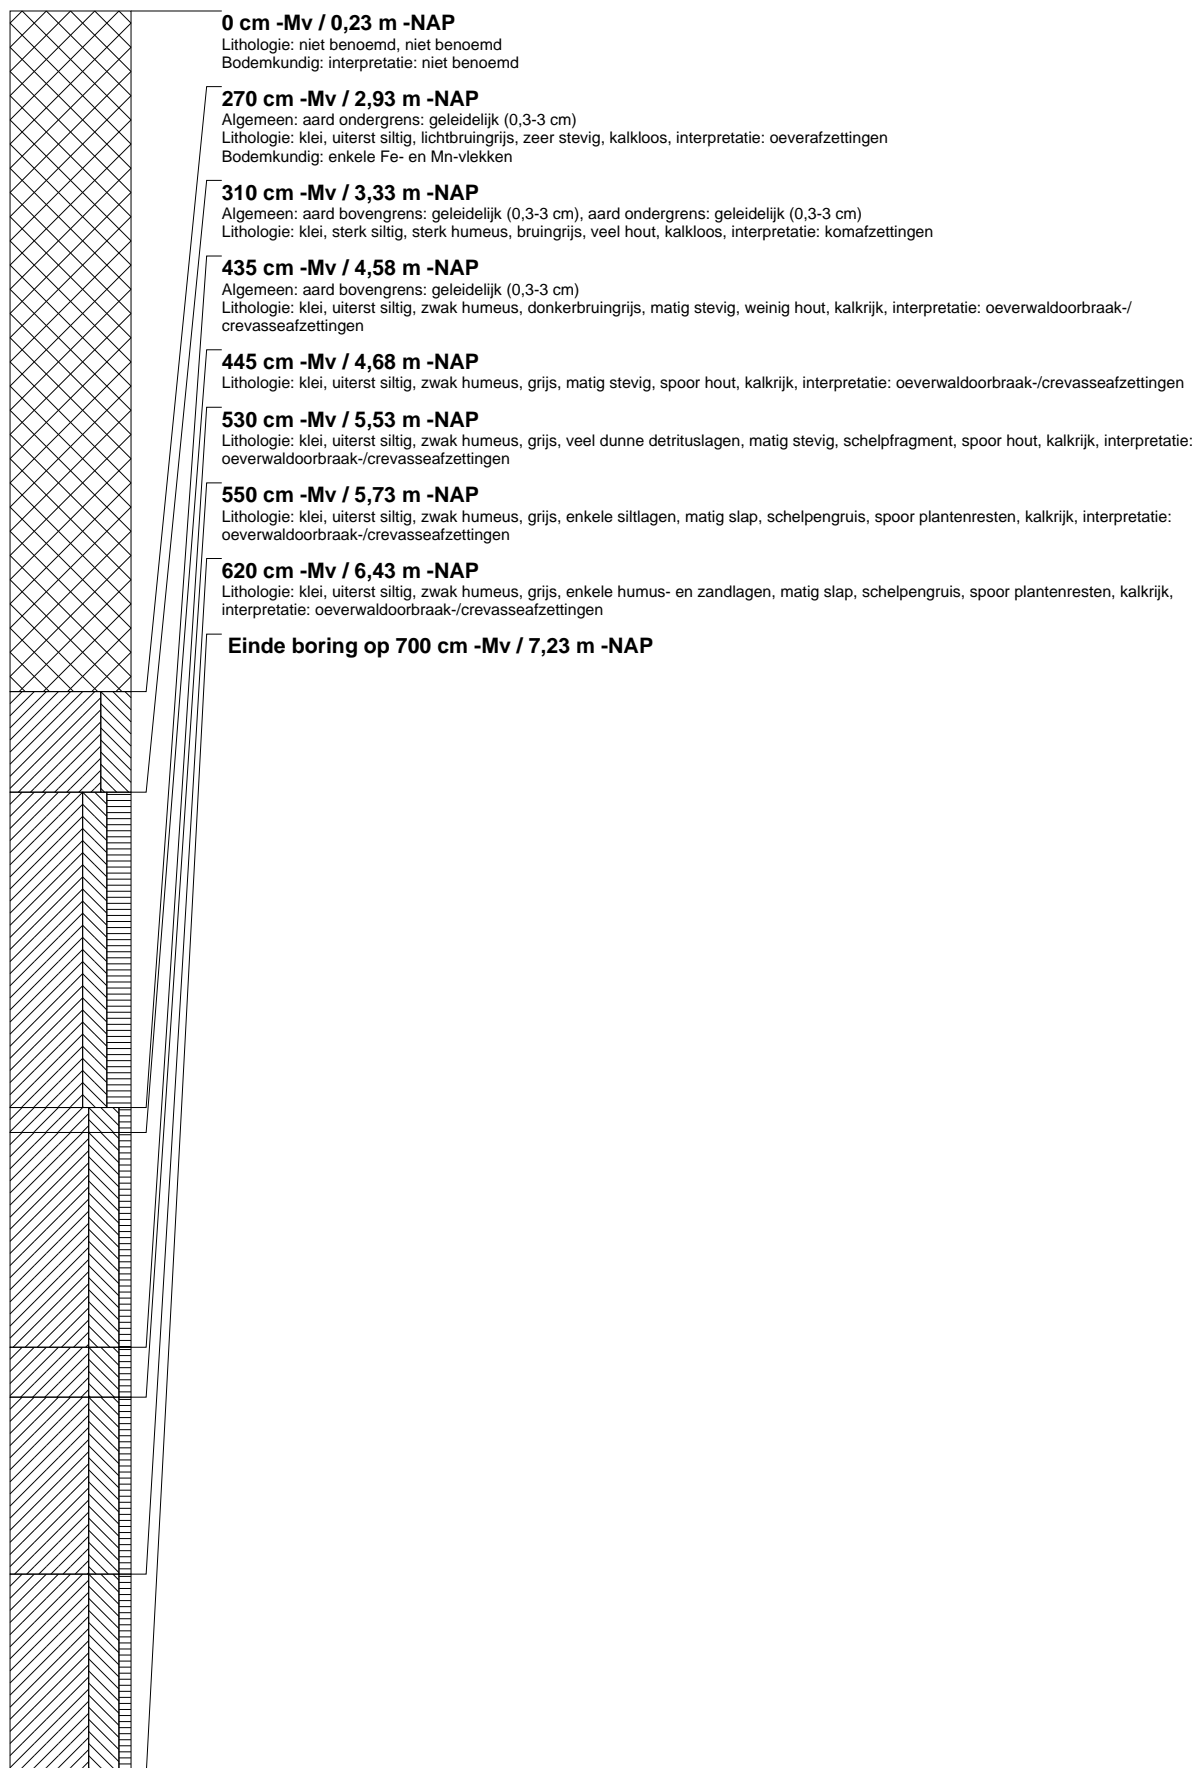 0 cm -Mv / 0,23 m -NAP
Lithologie: niet benoemd, niet benoemd
Bodemkundig: interpretatie: niet benoemd
270 cm -Mv / 2,93 m -NAP
Algemeen: aard ondergrens: geleidelijk (0,3-3 cm)
Lithologie: klei, uiterst siltig, lichtbruingrijs, zeer stevig, kalkloos, interpretatie: oeverafzettingen
Bodemkundig: enkele Fe- en Mn-vlekken
310 cm -Mv / 3,33 m -NAP
Algemeen: aard bovengrens: geleidelijk (0,3-3 cm), aard ondergrens: geleidelijk (0,3-3 cm)
Lithologie: klei, sterk siltig, sterk humeus, bruingrijs, veel hout, kalkloos, interpretatie: komafzettingen
435 cm -Mv / 4,58 m -NAP
Algemeen: aard bovengrens: geleidelijk (0,3-3 cm)
Lithologie: klei, uiterst siltig, zwak humeus, donkerbruingrijs, matig stevig, weinig hout, kalkrijk, interpretatie: oeverwaldoorbraak-/
crevasseafzettingen
445 cm -Mv / 4,68 m -NAP
Lithologie: klei, uiterst siltig, zwak humeus, grijs, matig stevig, spoor hout, kalkrijk, interpretatie: oeverwaldoorbraak-/crevasseafzettingen
530 cm -Mv / 5,53 m -NAP
Lithologie: klei, uiterst siltig, zwak humeus, grijs, veel dunne detrituslagen, matig stevig, schelpfragment, spoor hout, kalkrijk, interpretatie:
oeverwaldoorbraak-/crevasseafzettingen
550 cm -Mv / 5,73 m -NAP
Lithologie: klei, uiterst siltig, zwak humeus, grijs, enkele siltlagen, matig slap, schelpengruis, spoor plantenresten, kalkrijk, interpretatie:
oeverwaldoorbraak-/crevasseafzettingen
620 cm -Mv / 6,43 m -NAP
Lithologie: klei, uiterst siltig, zwak humeus, grijs, enkele humus- en zandlagen, matig slap, schelpengruis, spoor plantenresten, kalkrijk,
interpretatie: oeverwaldoorbraak-/crevasseafzettingen
Einde boring op 700 cm -Mv / 7,23 m -NAP